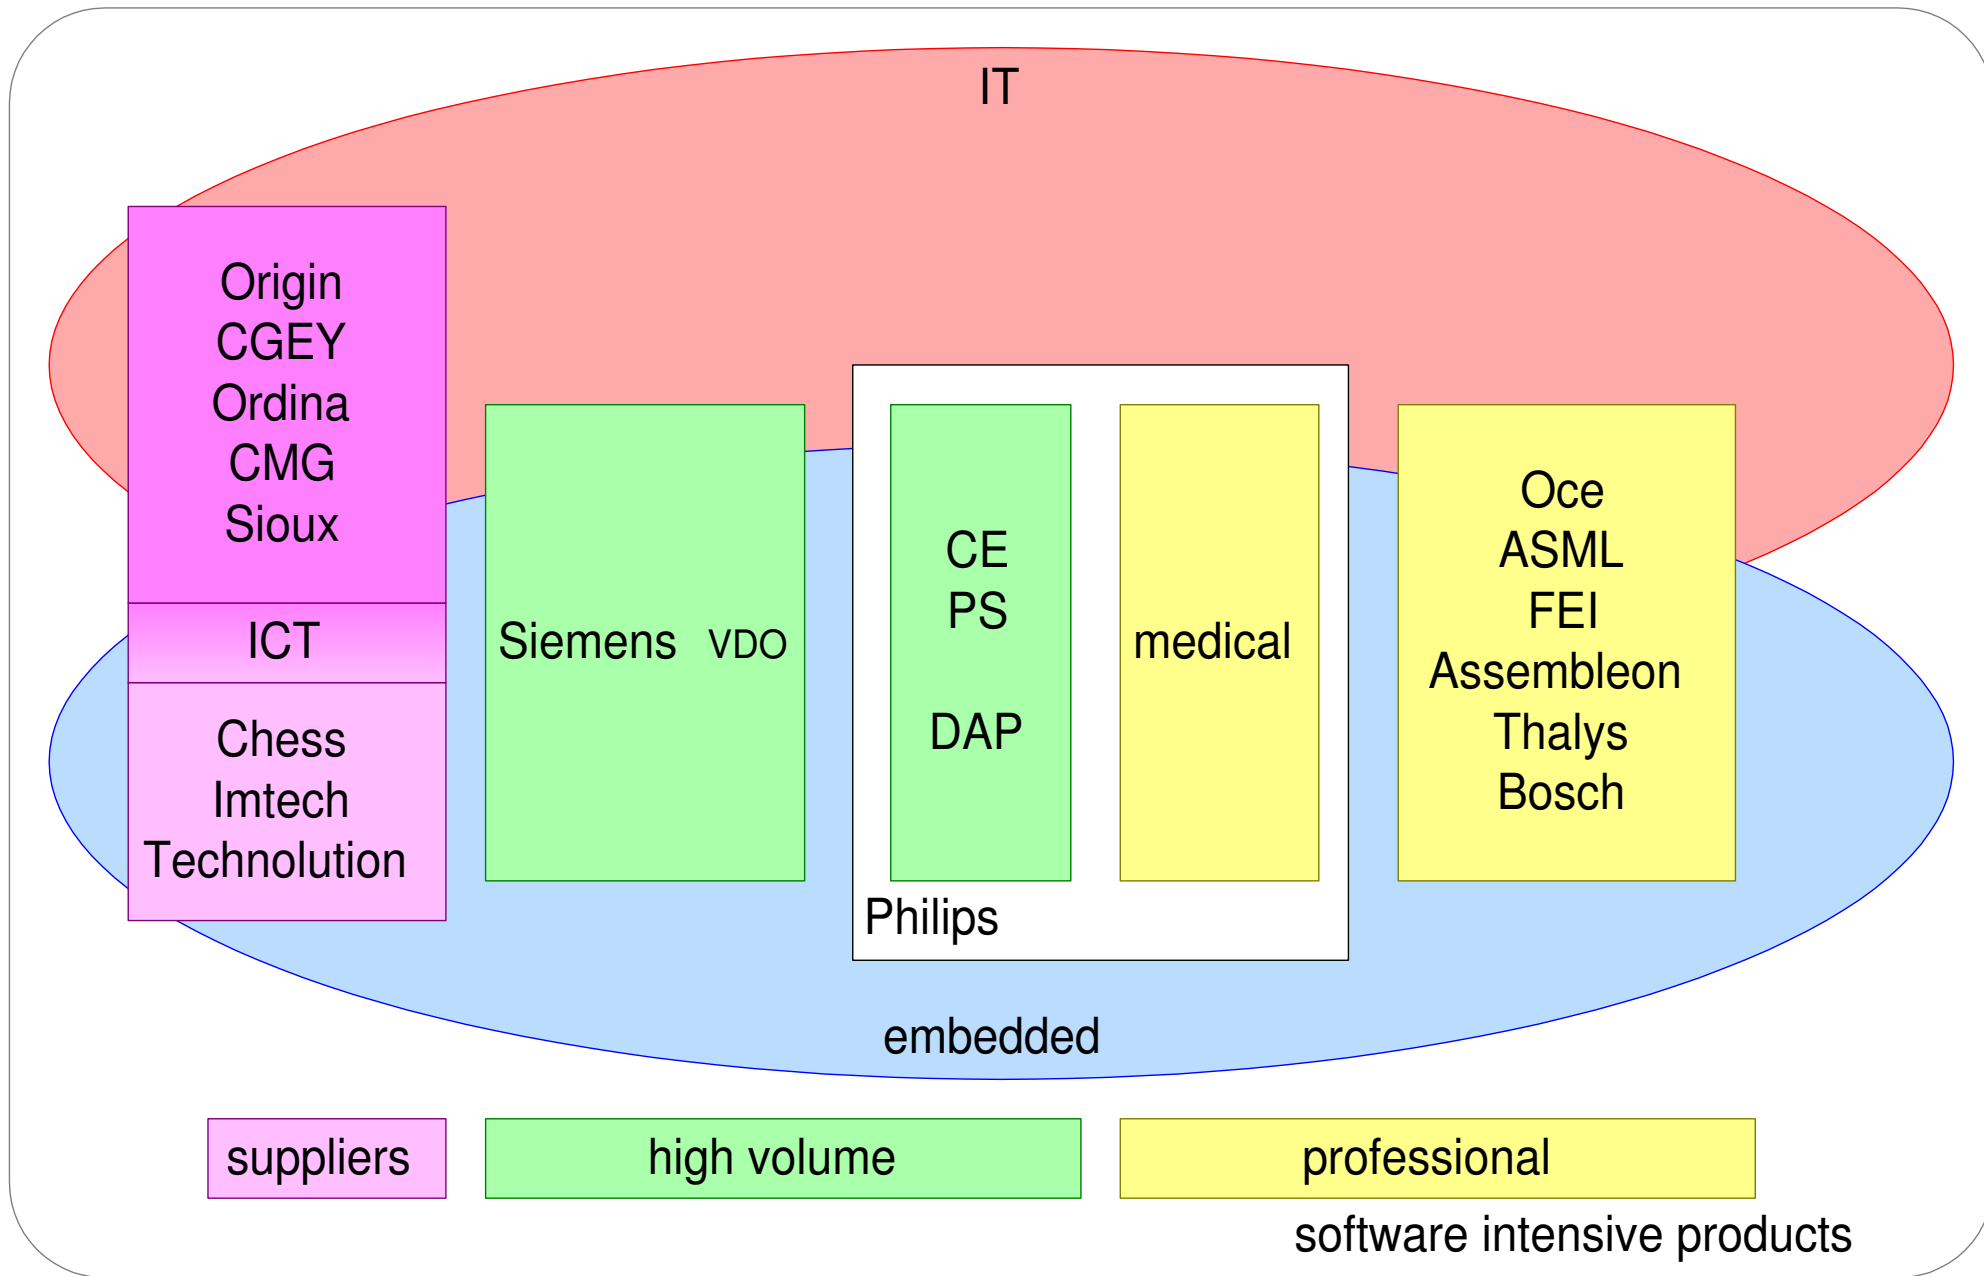 IT
Origin
CGEY
Ordina
CMG
Sioux
ICT
Chess
Imtech
Technolution
Siemens VDO
CE
PS
DAP
medical
Philips
Oce
ASML
FEI
Assembleon
Thalys
Bosch
embedded
suppliers
high volume
professional
software intensive products